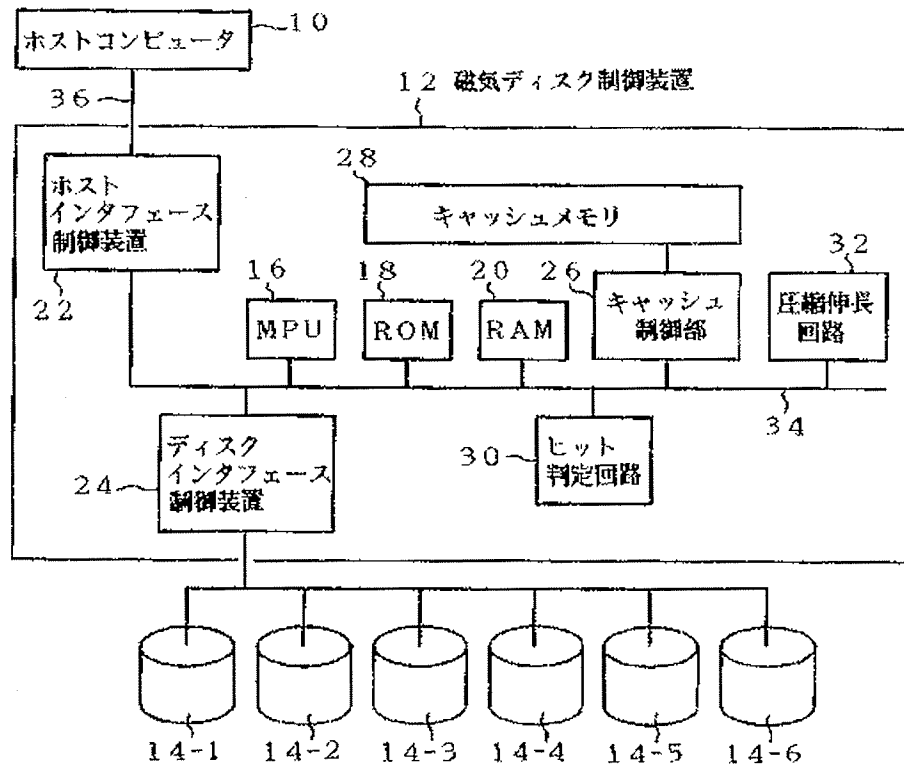 ホストコンピュータ
10
36
12 磁気ディスク制御装置
ホスト
インタフェース
制御装置
22
28
キャッシュメモリ
16
MPU
18
ROM
20
RAM
26
キャッシュ
制御部
32
圧縮伸長
回路
34
ディスク
インタフェース
制御装置
24
30
ヒット
判定回路
14-1
14-2
14-3
14-4
14-5
14-6